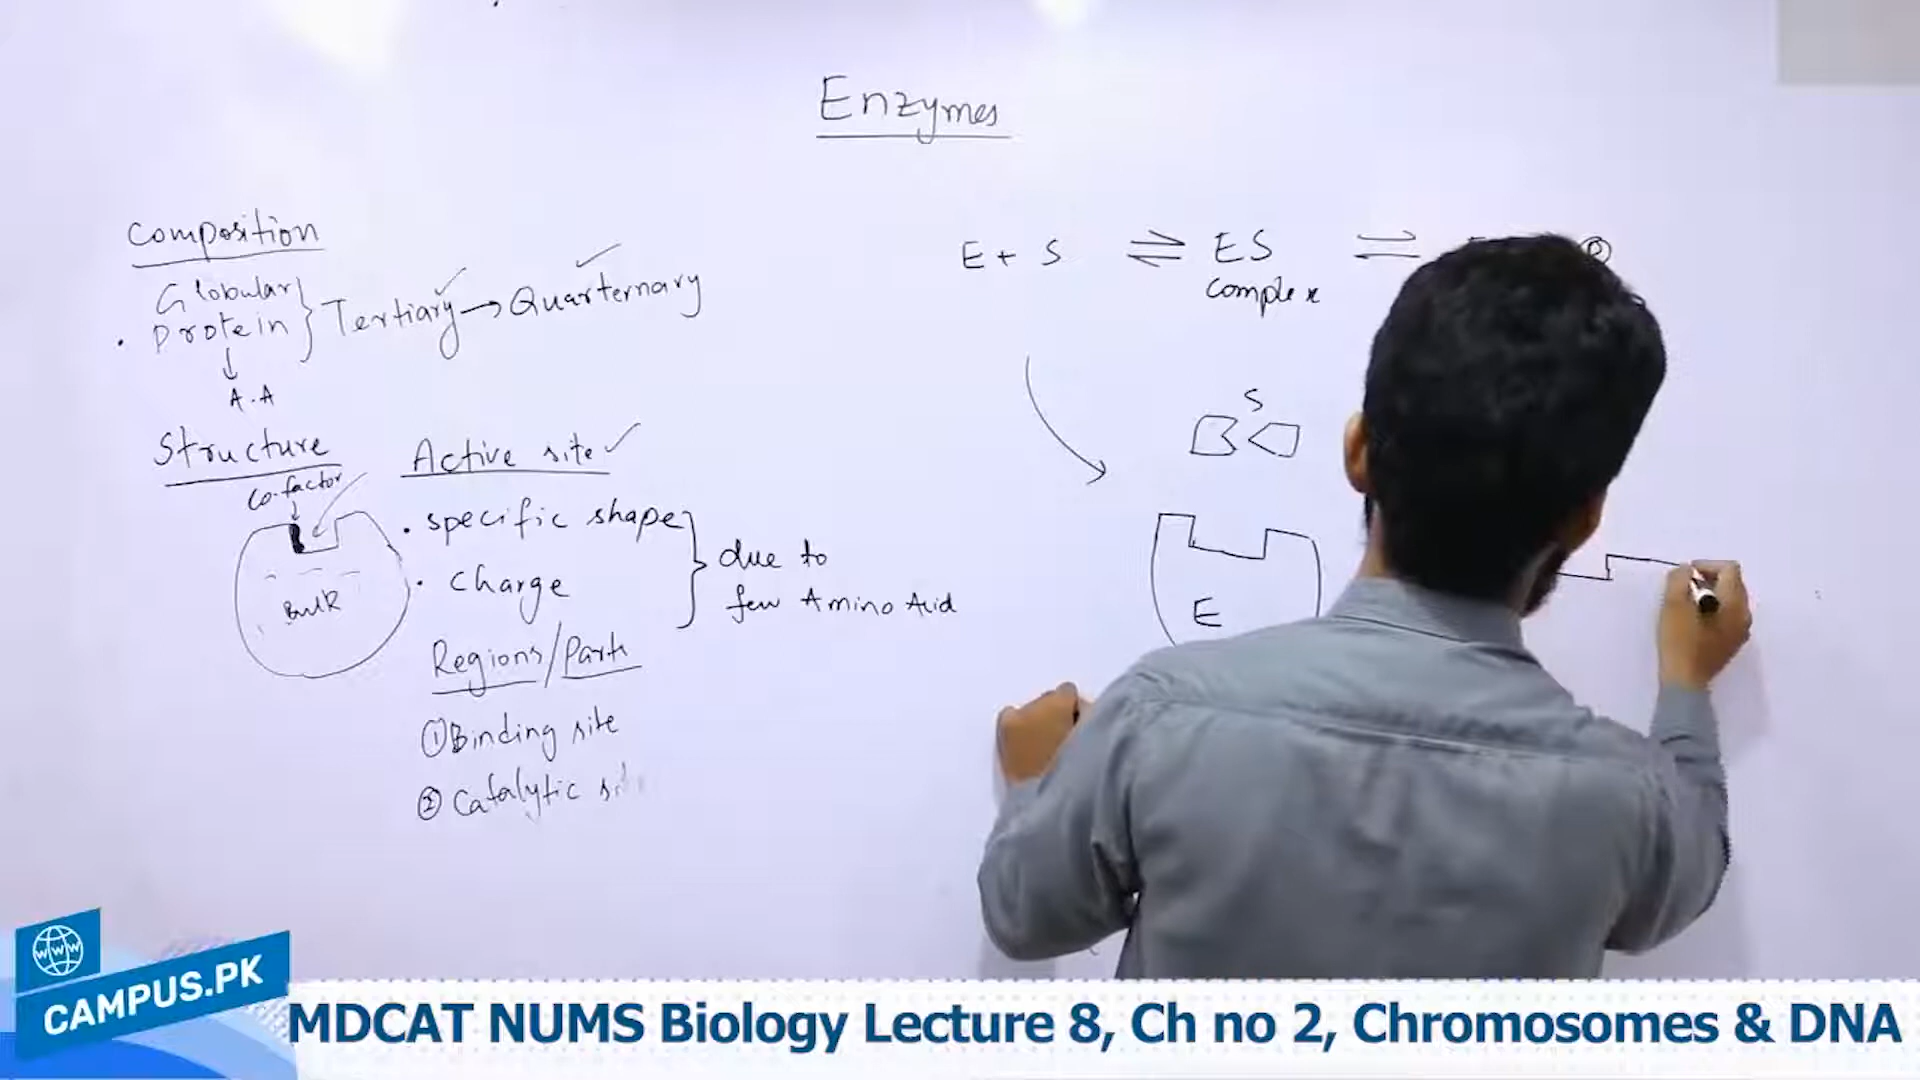 Enzymes
Composition
Globular
Protein } Tertiary → Quarternary
↓
A.A
Structure
Co-factor
Bulk
Active site ✓
• specific shape
• charge
} due to
few Amino Acid
Regions/Parts
① Binding site
② Catalytic
E + S ⇌ ES ⇌
complex
S
E
WWW
CAMPUS.PK
MDCAT NUMS Biology Lecture 8, Ch no 2, Chromosomes & DNA